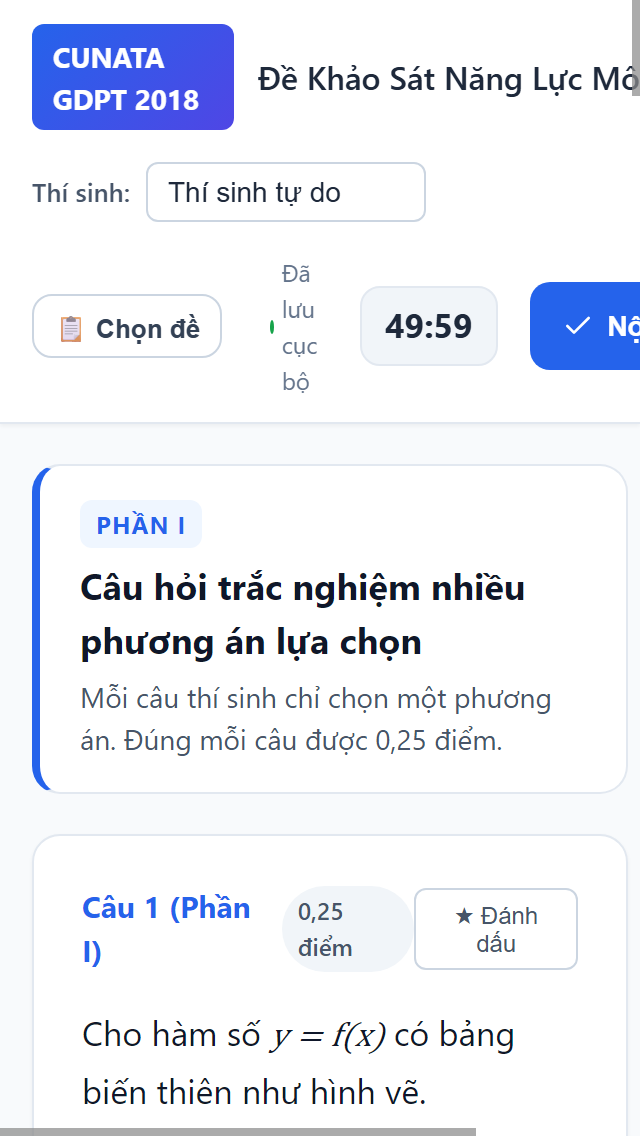 CUNATA
GDPT 2018
Đề Khảo Sát Năng Lực
Thí sinh:
Thí sinh tự do
Chọn đề
Đã
lưu
cục
bộ
49:59
PHẦN I
Câu hỏi trắc nghiệm nhiều
phương án lựa chọn
Mỗi câu thí sinh chỉ chọn một phương
án. Đúng mỗi câu được 0,25 điểm.
Câu 1 (Phần
I)
0,25
điểm
★ Đánh
dấu
Cho hàm số y = f(x) có bảng
biến thiên như hình vẽ.